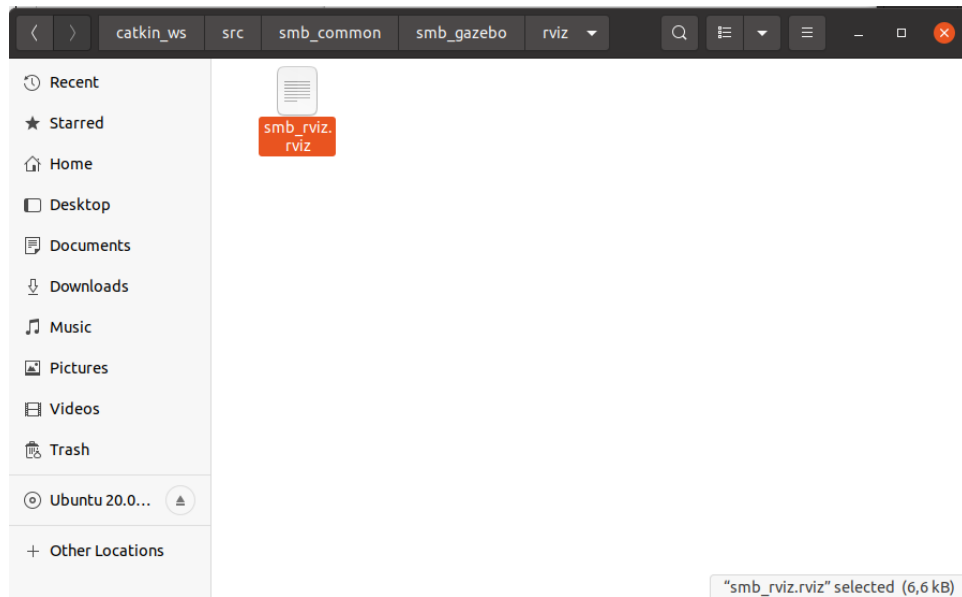 catkin_ws src smb_common smb_gazebo rviz
Recent
Starred
Home
Desktop
Documents
Downloads
Music
Pictures
Videos
Trash
Ubuntu 20.0...
Other Locations
smb_rviz.
rviz
“smb_rviz.rviz” selected (6,6 kB)